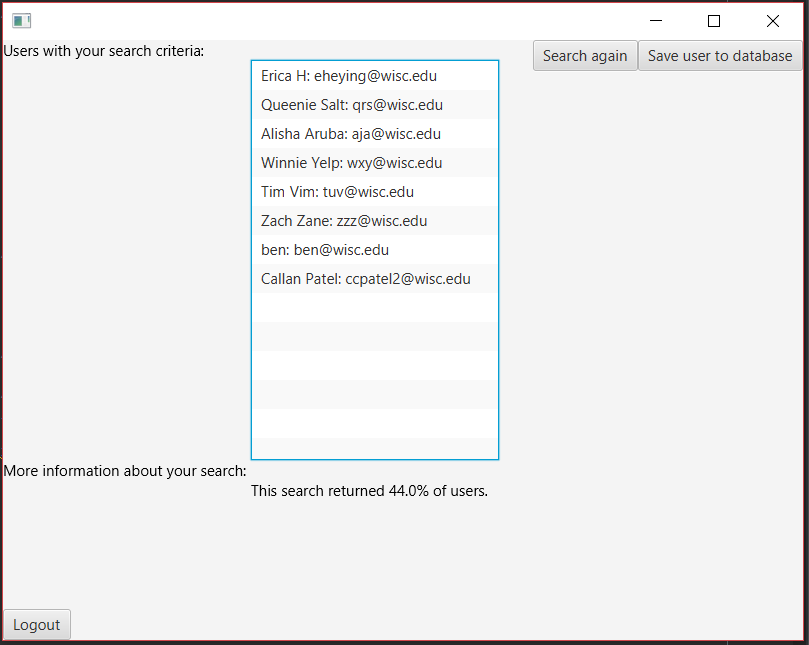 Users with your search criteria:
Search again
Save user to database
Erica H: eheying@wisc.edu
Queenie Salt: qrs@wisc.edu
Alisha Aruba: aja@wisc.edu
Winnie Yelp: wxy@wisc.edu
Tim Vim: tuv@wisc.edu
Zach Zane: zzz@wisc.edu
ben: ben@wisc.edu
Callan Patel: ccpatel2@wisc.edu
More information about your search:
This search returned 44.0% of users.
Logout